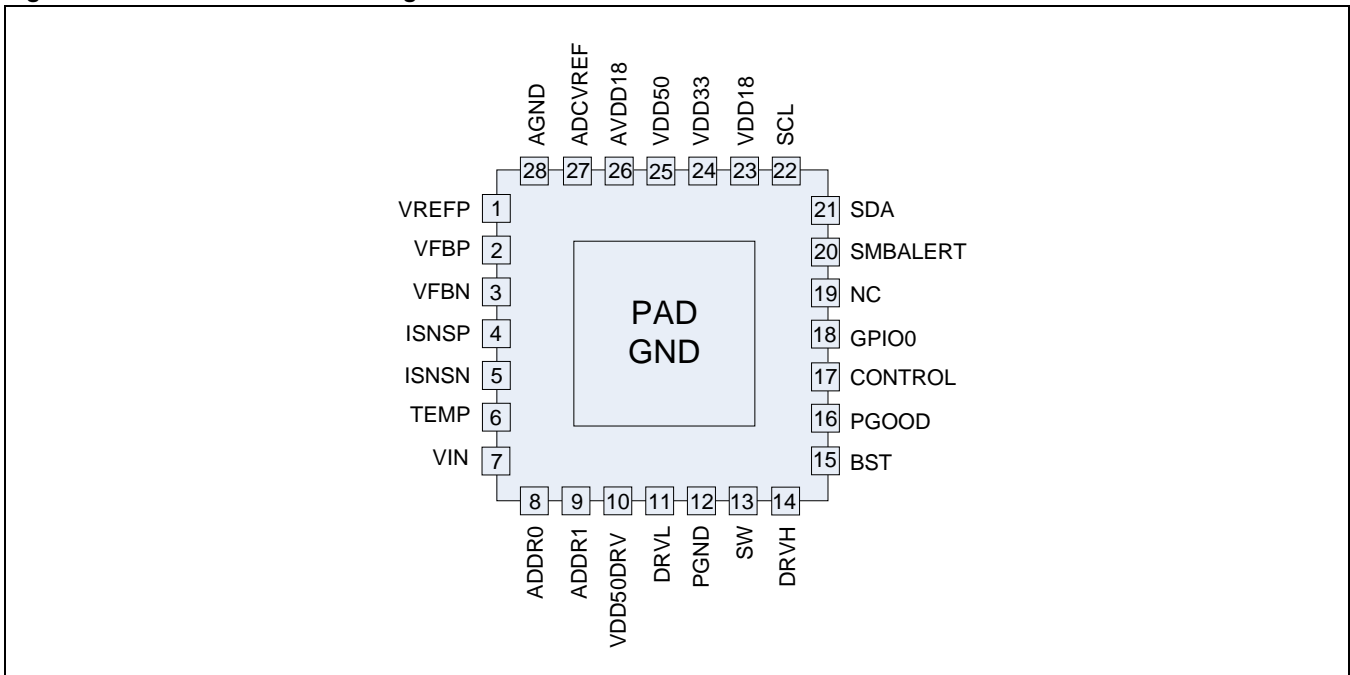 AGND
ADCVREF
AVDD18
VDD50
VDD33
VDD18
SCL
28 27 26 25 24 23 22
VREFP 1
VFBP 2
VFBN 3
ISNSP 4
ISNSN 5
TEMP 6
VIN 7
PAD
GND
21 SDA
20 SMBALERT
19 NC
18 GPIO0
17 CONTROL
16 PGOOD
15 BST
8 9 10 11 12 13 14
ADDR0
ADDR1
VDD50DRV
DRVL
PGND
SW
DRVH